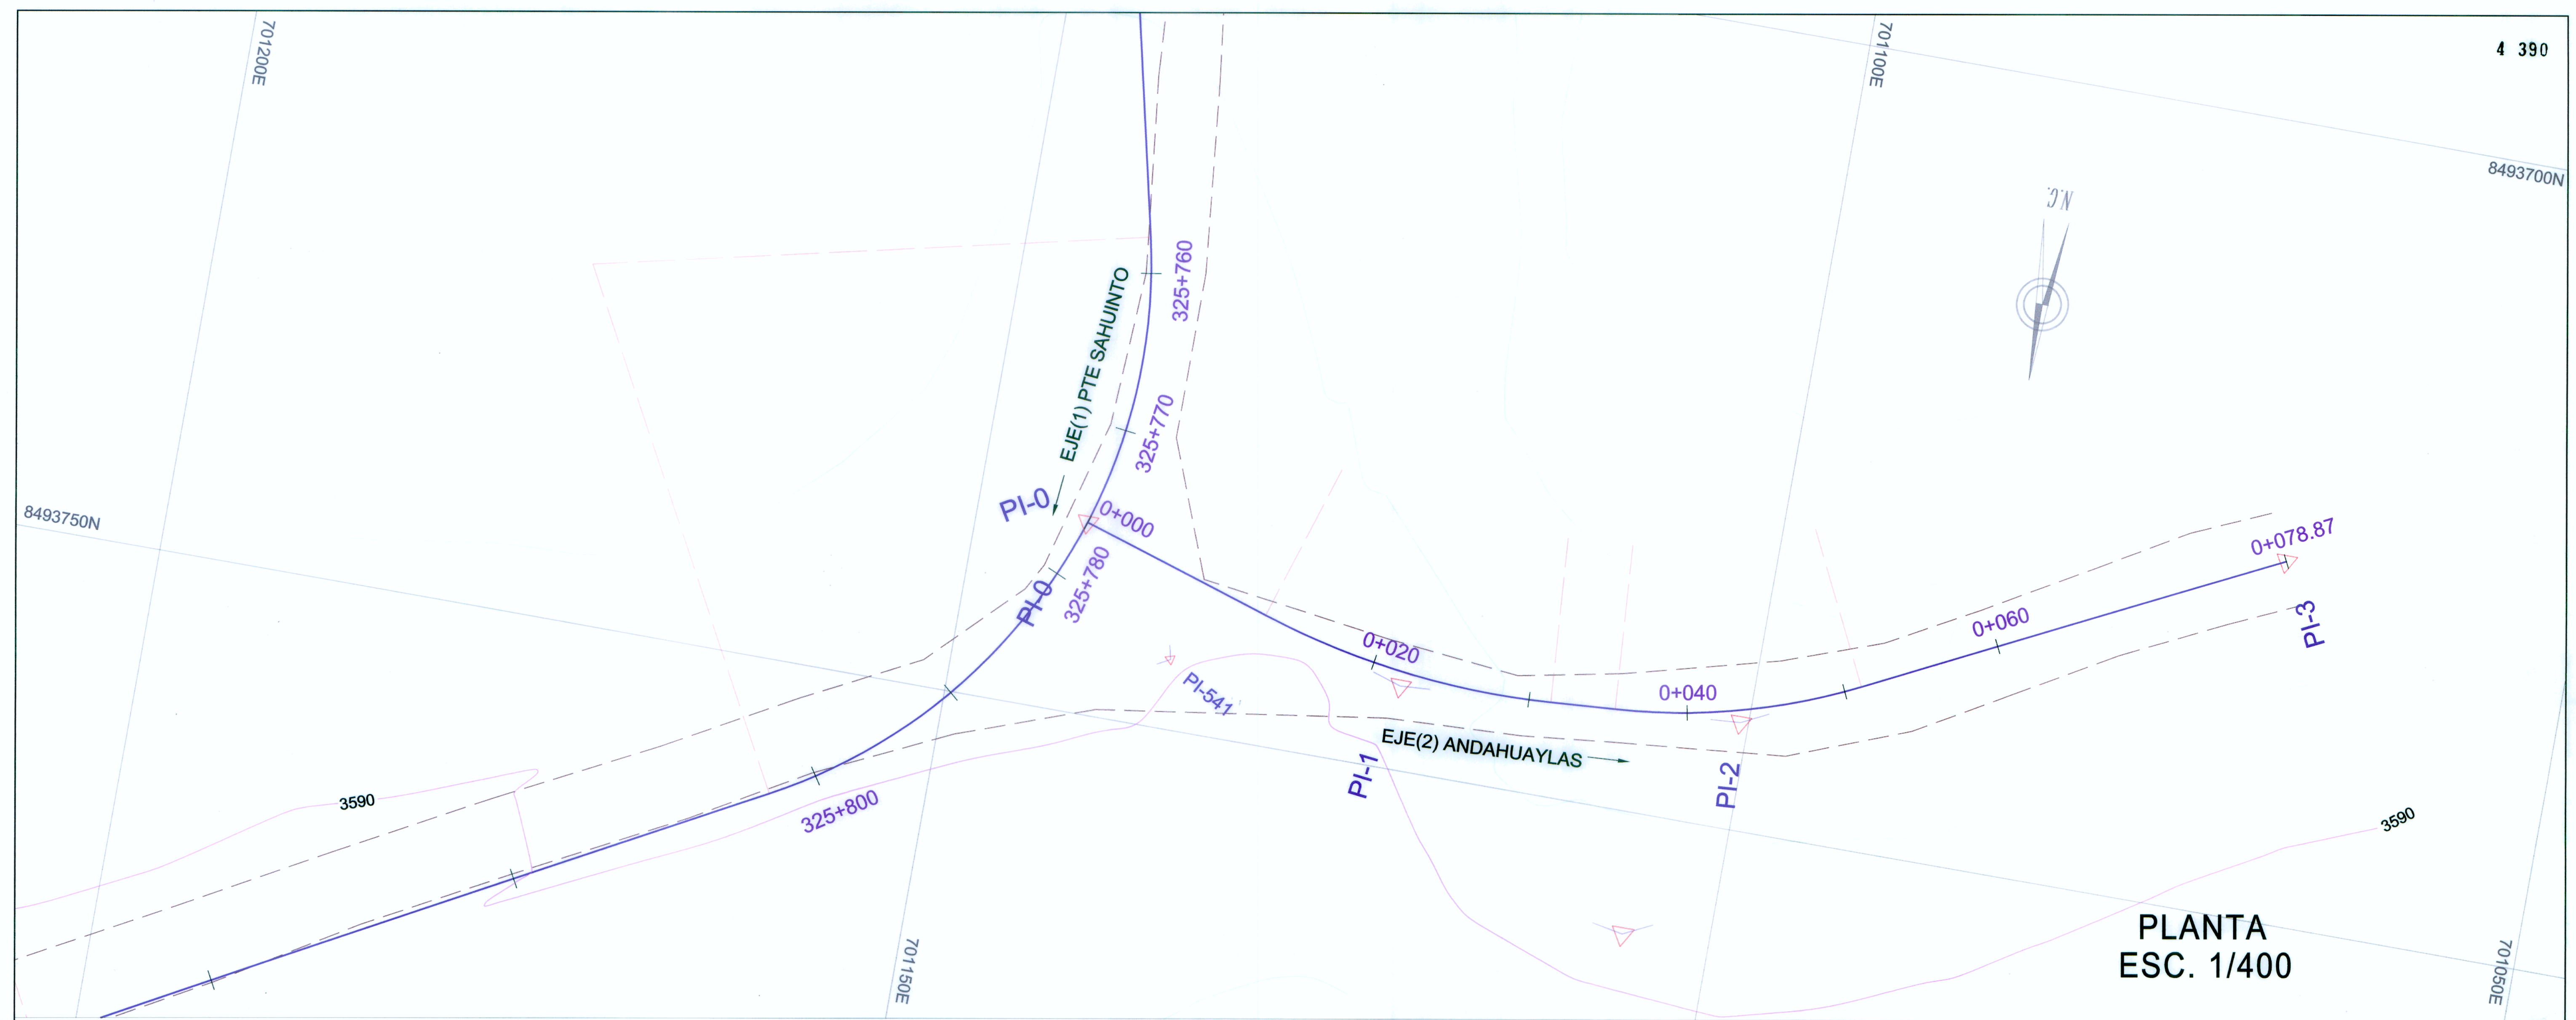 701200E
701100E
4 390
8493700N
N.G.
325+760
EJE(1) PTE SAHUINTO
325+770
PI-0
0+000
8493750N
0+078.87
325+780
PI-0
0+060
PI-3
0+020
PI-541
0+040
EJE(2) ANDAHUAYLAS
PI-1
PI-2
3590
325+800
3590
PLANTA
ESC. 1/400
701150E
701050E